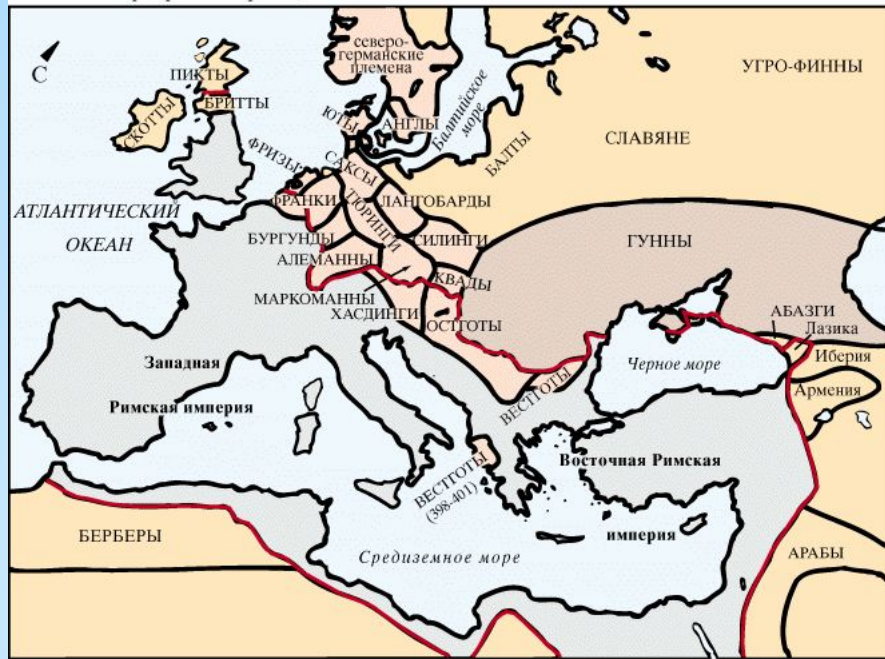 северо-
германские
племена
УГРО-ФИННЫ
С
ПИКТЫ
БРИТТЫ
СКОТТЫ
ЮТЫ
АНГЛЫ
Балтийское
море
БАЛТЫ
СЛАВЯНЕ
ФРИЗЫ
САКСЫ
ФРАНКИ
ТЮРИНГИ
ЛАНГОБАРДЫ
АТЛАНТИЧЕСКИЙ
ОКЕАН
БУРГУНДЫ
СИЛИНГИ
ГУННЫ
АЛЕМАННЫ
КВАДЫ
МАРКОМАННЫ
ХАСДИНГИ
ОСТГОТЫ
АБАЗГИ
Лазика
Иберия
Западная
Римская империя
Черное море
Армения
ВЕСТГОТЫ
ВЕСТГОТЫ
(398-401)
Восточная Римская
империя
БЕРБЕРЫ
Средиземное море
АРАБЫ